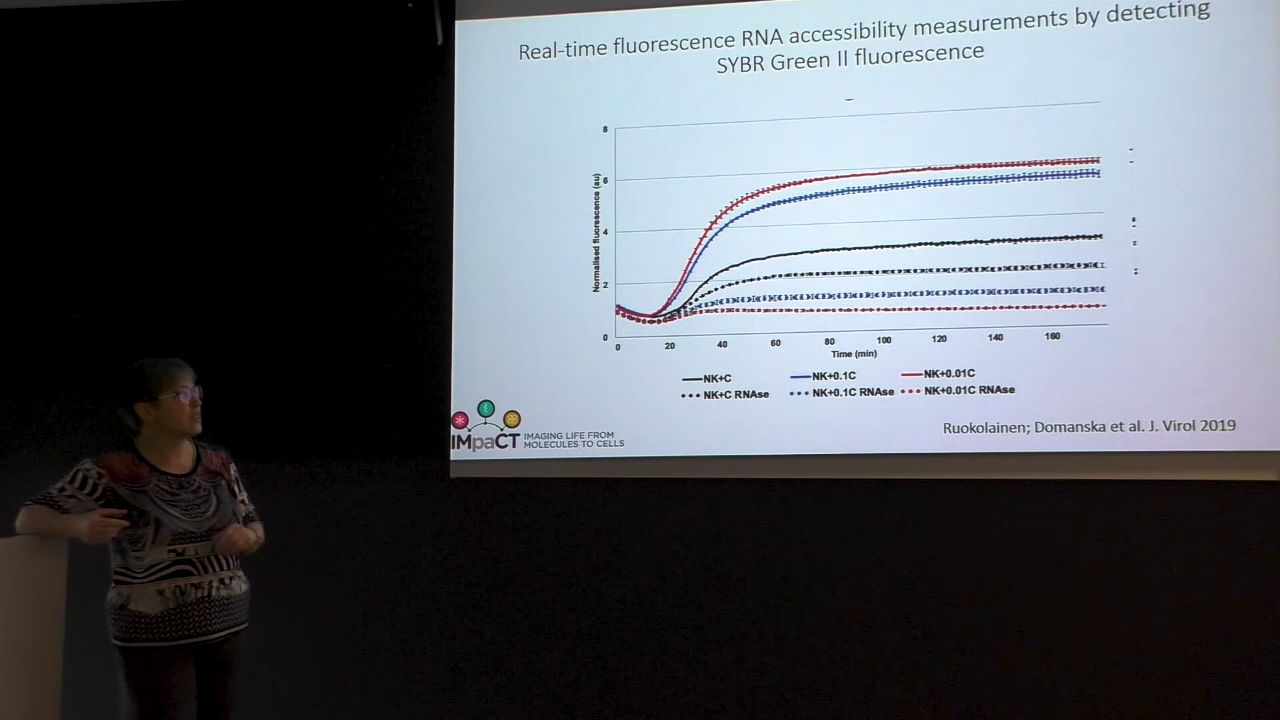 Real-time fluorescence RNA accessibility measurements by detecting
SYBR Green II fluorescence
Normalised fluorescence (au)
8
6
4
2
0
0 20 40 60 80 100 120 140 160
Time (min)
NK+C NK+0.1C NK+0.01C
NK+C RNAse NK+0.1C RNAse NK+0.01C RNAse
IMpaCT IMAGING LIFE FROM
MOLECULES TO CELLS
Ruokolainen; Domanska et al. J. Virol 2019